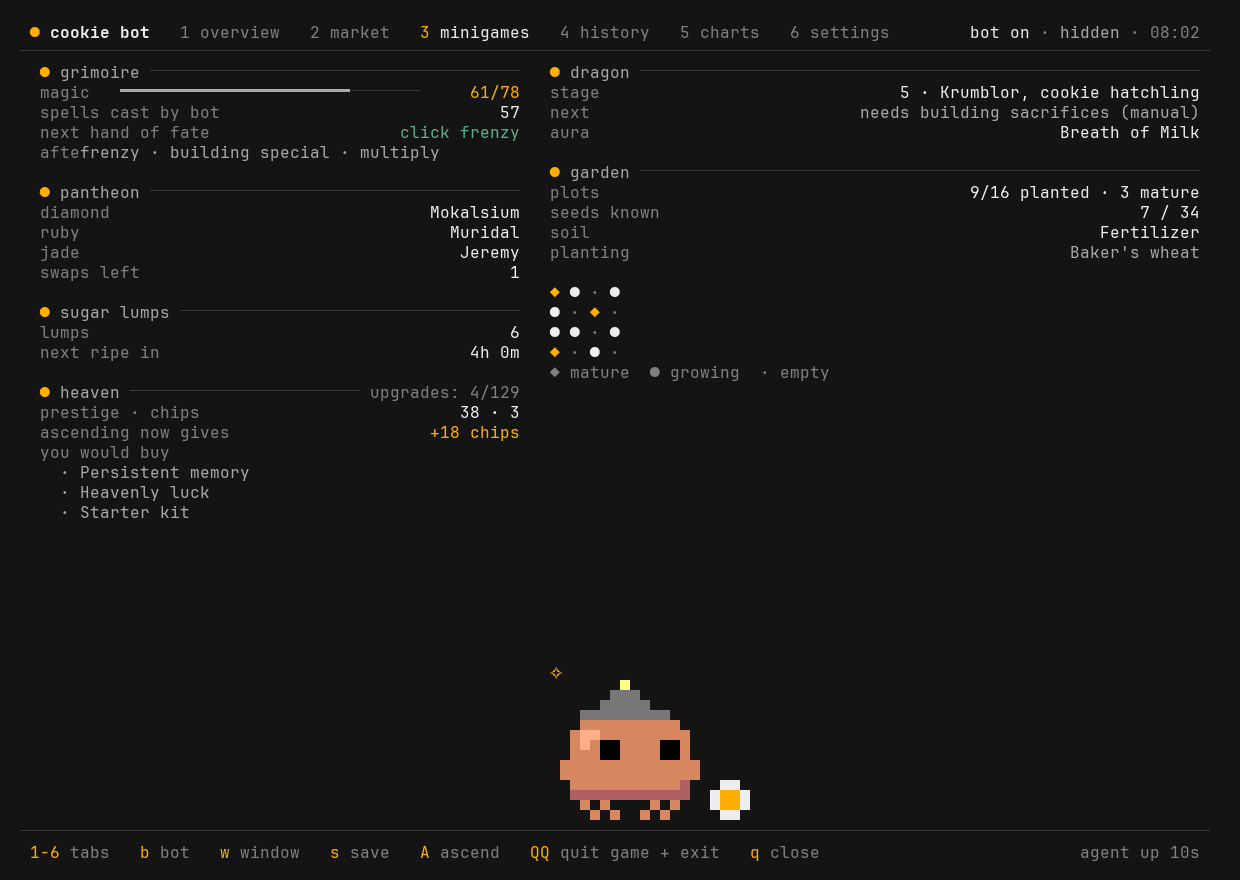 cookie bot 1 overview 2 market 3 minigames 4 history 5 charts 6 settings bot on · hidden · 08:02
grimoire
magic 61/78
spells cast by bot 57
next hand of fate click frenzy
aftefrenzy · building special · multiply
pantheon
diamond Mokalsium
ruby Muridal
jade Jeremy
swaps left 1
sugar lumps
lumps 6
next ripe in 4h 0m
heaven upgrades: 4/129
prestige · chips 38 · 3
ascending now gives +18 chips
you would buy
· Persistent memory
· Heavenly luck
· Starter kit
dragon
stage 5 · Krumblor, cookie hatchling
next needs building sacrifices (manual)
aura Breath of Milk
garden
plots 9/16 planted · 3 mature
seeds known 7 / 34
soil Fertilizer
planting Baker's wheat
◆ mature ● growing · empty
1-6 tabs b bot w window s save A ascend QQ quit game + exit q close agent up 10s